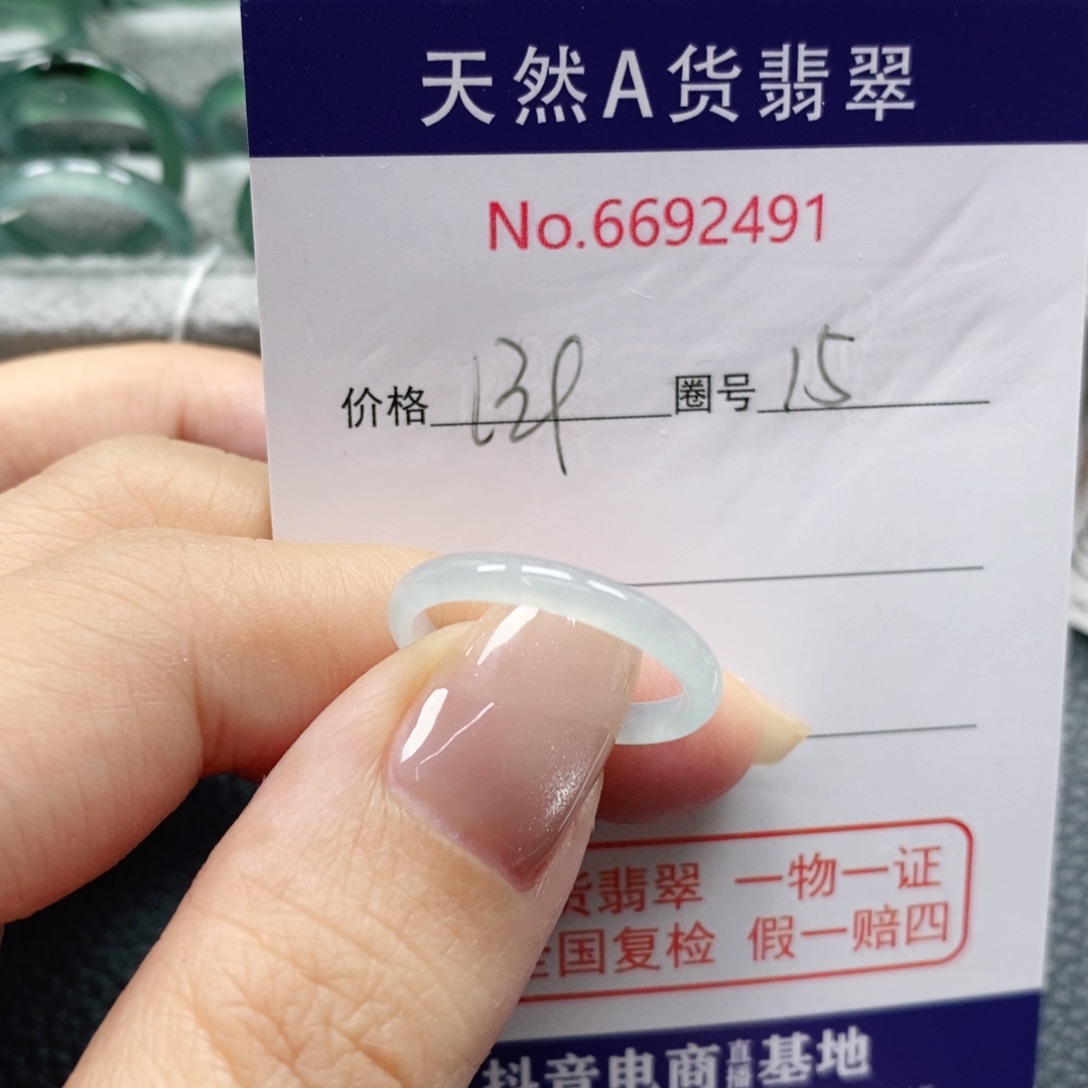 天然A货翡翠
No.6692491
价格 139 圈号 15
货翡翠 一物一证
全国复检 假一赔四
抖音电商直播基地